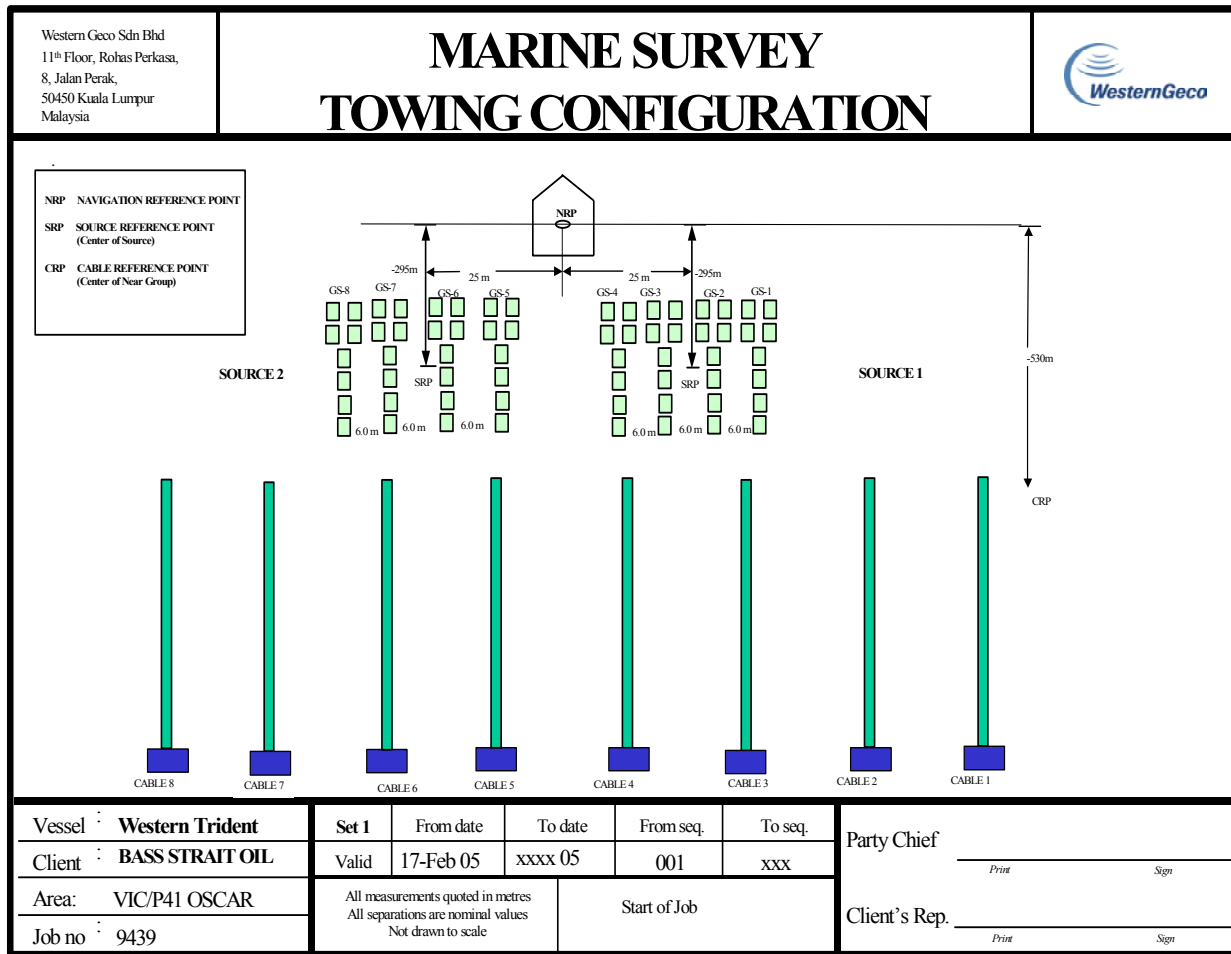 Western Geco Sdn Bhd
11th Floor, Rohas Perkasa,
8, Jalan Perak,
50450 Kuala Lumpur
Malaysia
MARINE SURVEY
TOWING CONFIGURATION
WesternGeco
NRP NAVIGATION REFERENCE POINT
SRP SOURCE REFERENCE POINT
(Center of Source)
CRP CABLE REFERENCE POINT
(Center of Near Group)
NRP
-295m
25 m
25 m
-295m
GS-8
GS-7
GS-6
GS-5
GS-4
GS-3
GS-2
GS-1
-530m
SOURCE 2
SRP
SRP
SOURCE 1
6.0 m
6.0 m
6.0 m
6.0 m
6.0 m
6.0 m
CRP
CABLE 8
CABLE 7
CABLE 6
CABLE 5
CABLE 4
CABLE 3
CABLE 2
CABLE 1
Vessel : Western Trident
Client : BASS STRAIT OIL
Area: VIC/P41 OSCAR
Job no : 9439
Set 1 From date To date From seq. To seq.
Valid 17-Feb 05 xxxx 05 001 xxx
All measurements quoted in metres
All separations are nominal values
Not drawn to scale
Start of Job
Party Chief
Print Sign
Client's Rep.
Print Sign